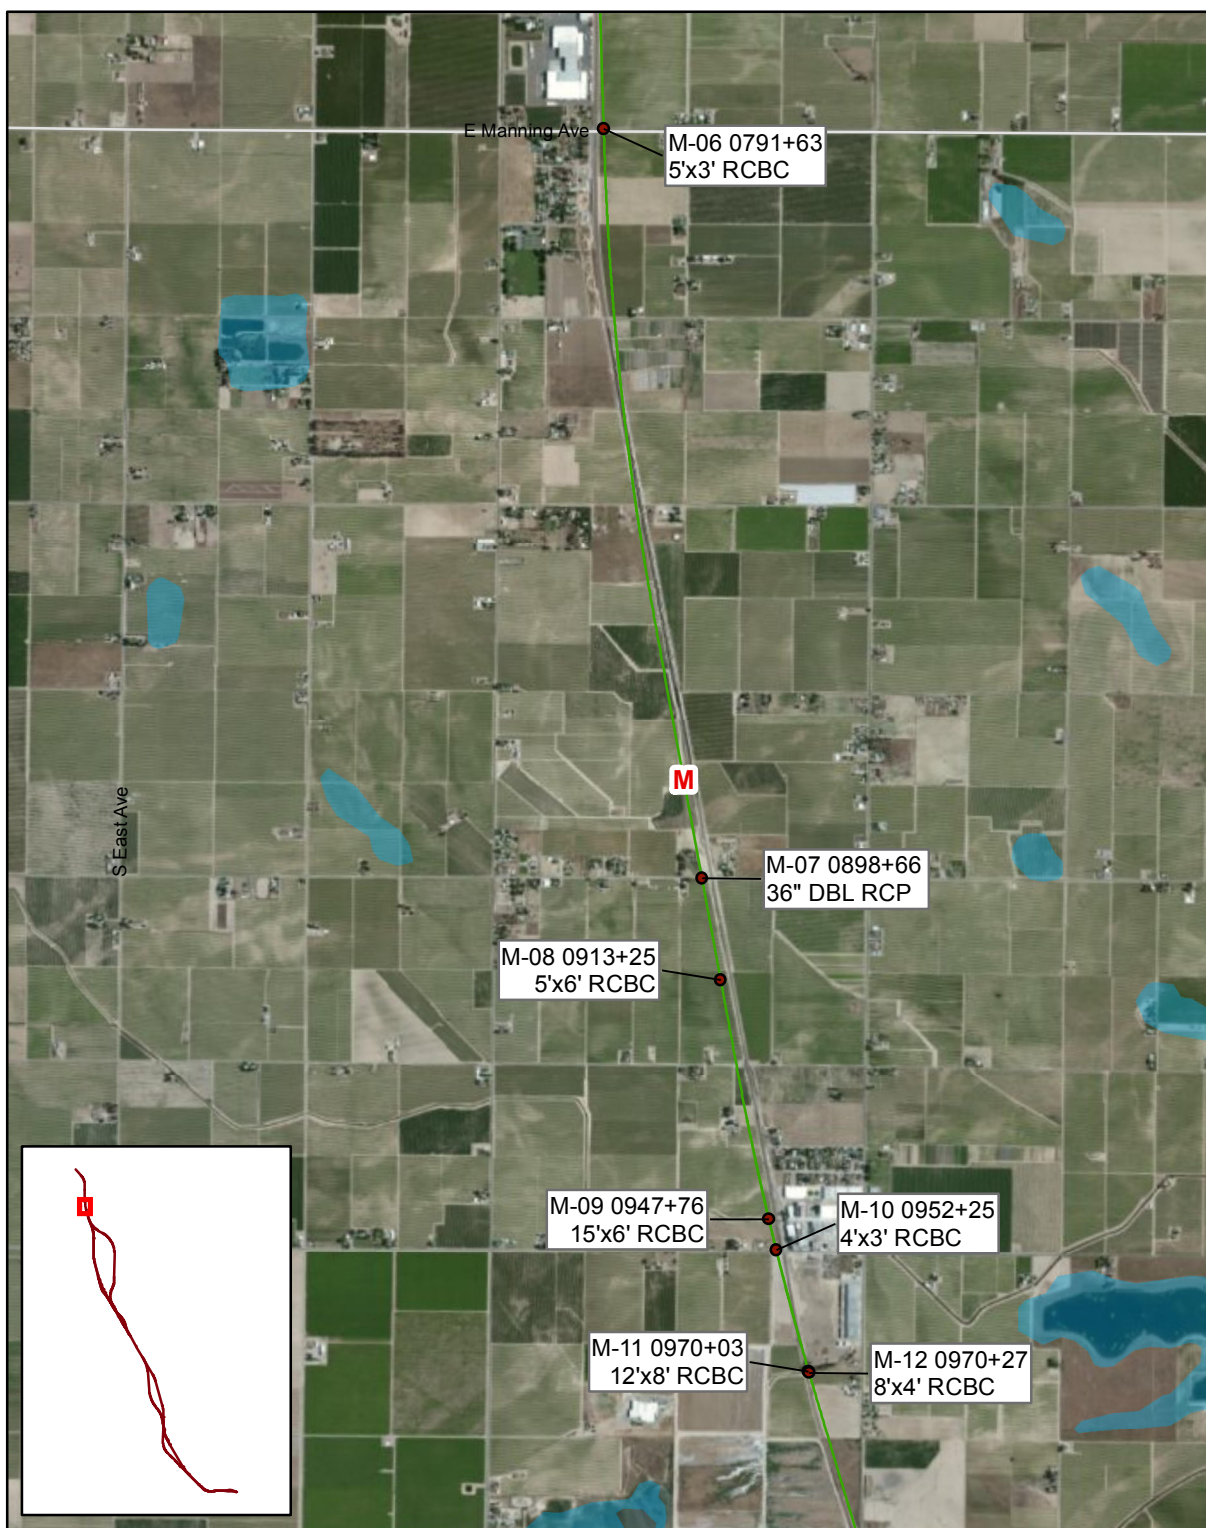 E Manning Ave
M-06 0791+63
5'x3' RCBC
M
S East Ave
M-07 0898+66
36" DBL RCP
M-08 0913+25
5'x6' RCBC
M-09 0947+76
15'x6' RCBC
M-10 0952+25
4'x3' RCBC
M-11 0970+03
12'x8' RCBC
M-12 0970+27
8'x4' RCBC